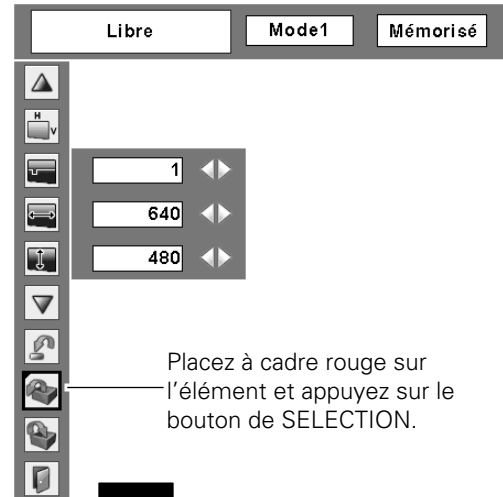 Libre Mode1 Mémorisé
H
V
1
640
480
Placez à cadre rouge sur
l'élément et appuyez sur le
bouton de SELECTION.